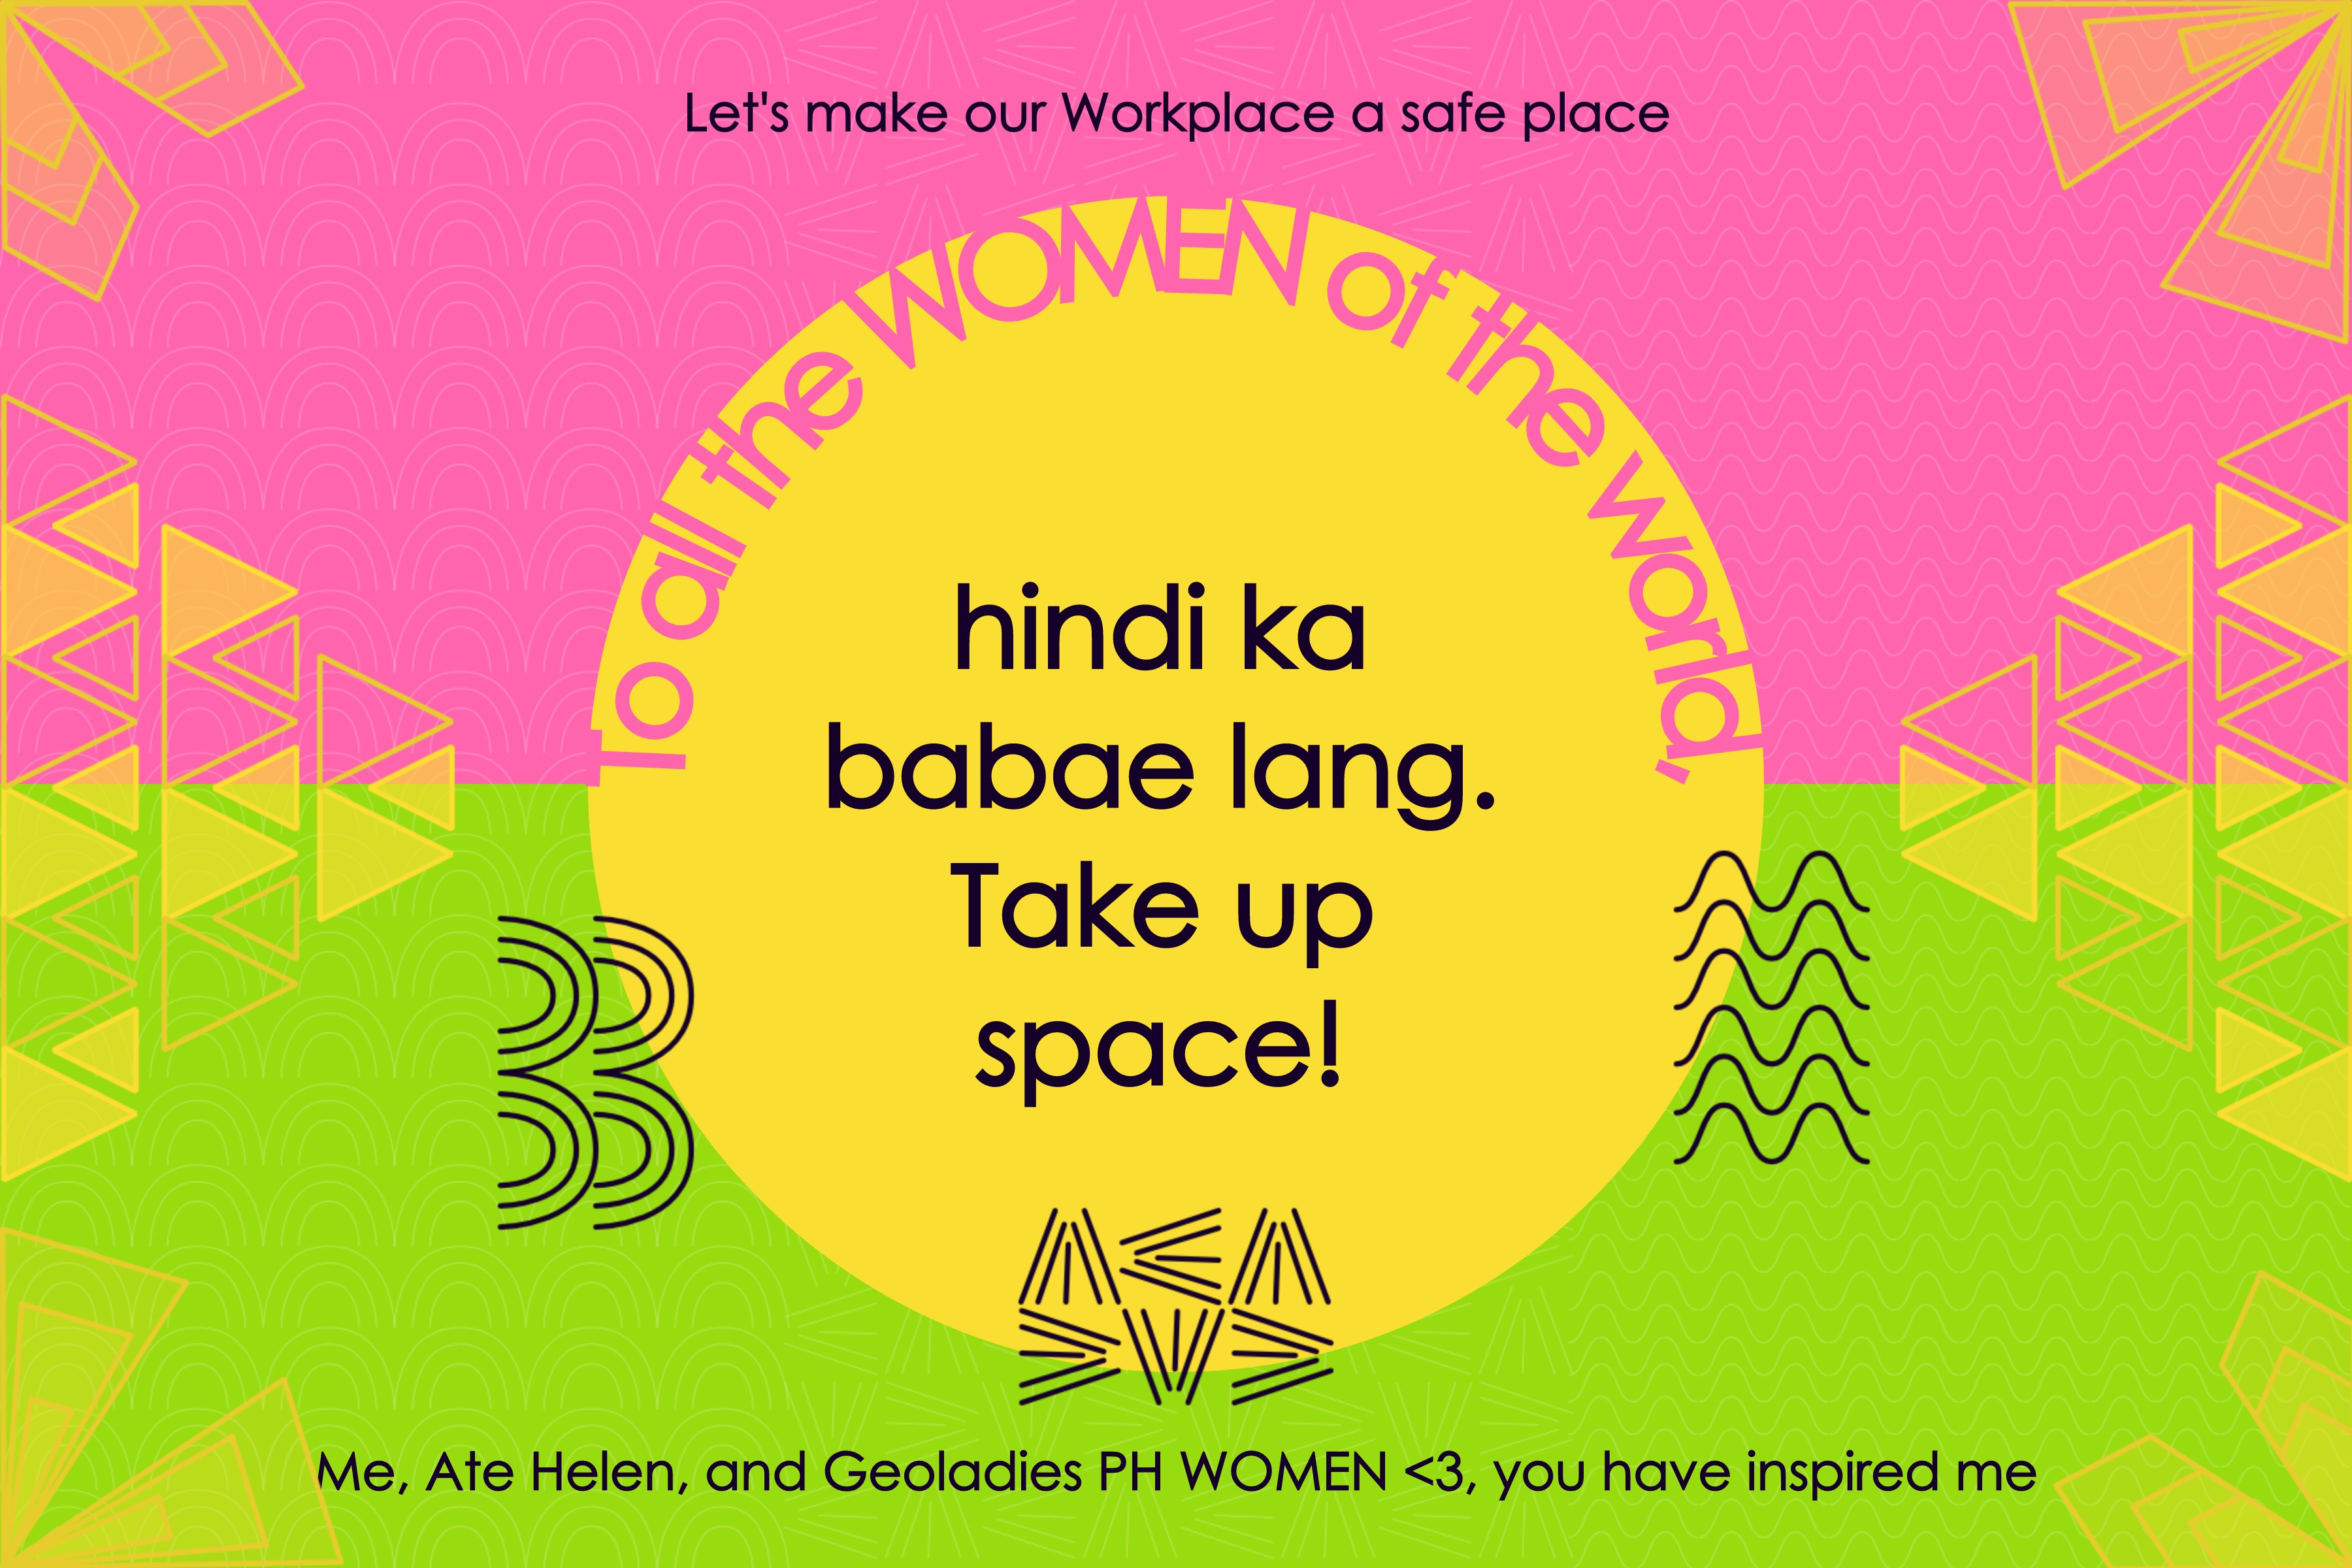 Let's make our Workplace a safe place
To all the WOMEN of the world,
hindi ka
babae lang.
Take up
space!
Me, Ate Helen, and Geoladies PH WOMEN <3, you have inspired me